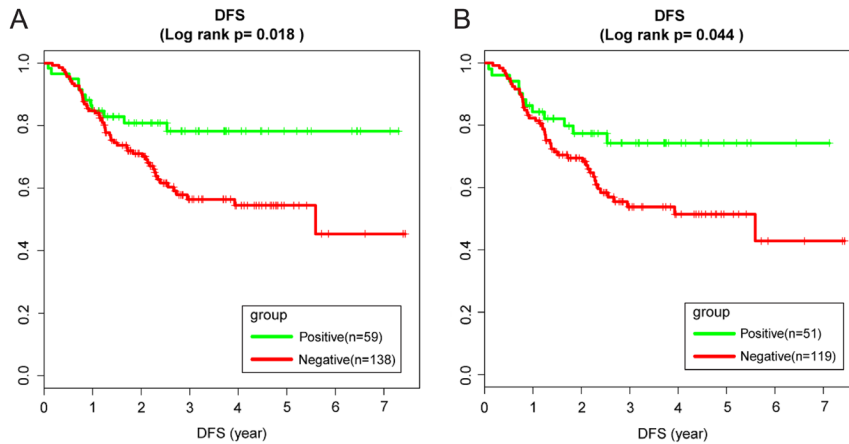 A
DFS
(Log rank p= 0.018 )
1.0
0.8
0.6
0.4
0.2
0.0
group
Positive(n=59)
Negative(n=138)
0 1 2 3 4 5 6 7
DFS (year)
B
DFS
(Log rank p= 0.044 )
1.0
0.8
0.6
0.4
0.2
0.0
group
Positive(n=51)
Negative(n=119)
0 1 2 3 4 5 6 7
DFS (year)